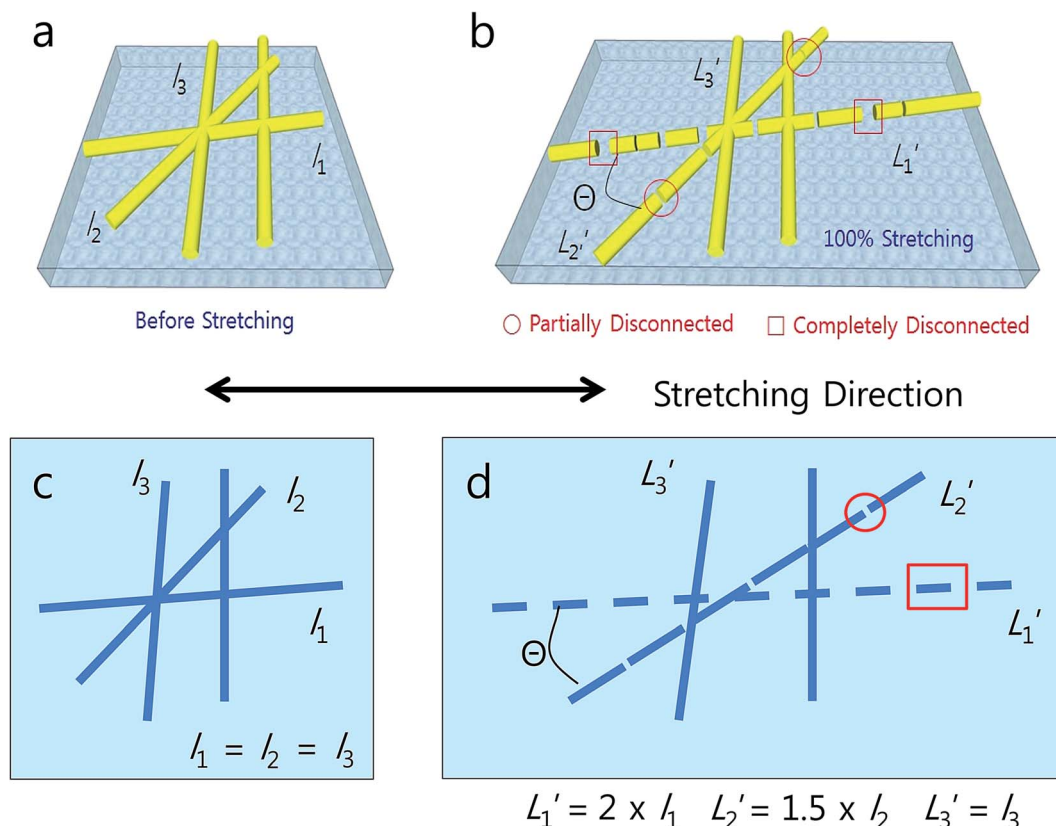 a
l3
l1
l2
Before Stretching
b
L3'
L1'
Θ
L2''
100% Stretching
Partially Disconnected
Completely Disconnected
Stretching Direction
c
l3
l2
l1
l1 = l2 = l3
d
L3'
L2'
L1'
Θ
L1' = 2 x l1 L2' = 1.5 x l2 L3' = l3